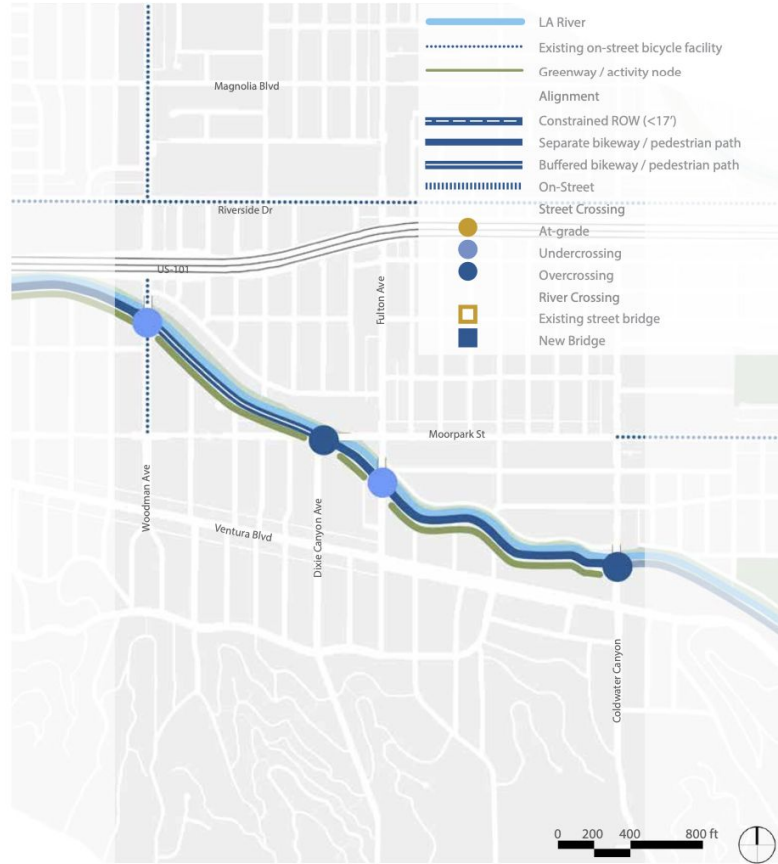 LA River
Existing on-street bicycle facility
Greenway / activity node
Magnolia Blvd
Alignment
Constrained ROW (<17')
Separate bikeway / pedestrian path
Buffered bikeway / pedestrian path
On-Street
Riverside Dr
Street Crossing
At-grade
Undercrossing
US-101
Overcrossing
Fulton Ave
River Crossing
Existing street bridge
New Bridge
Moorpark St
Woodman Ave
Ventura Blvd
Dixie Canyon Ave
Coldwater Canyon
0 200 400 800 ft